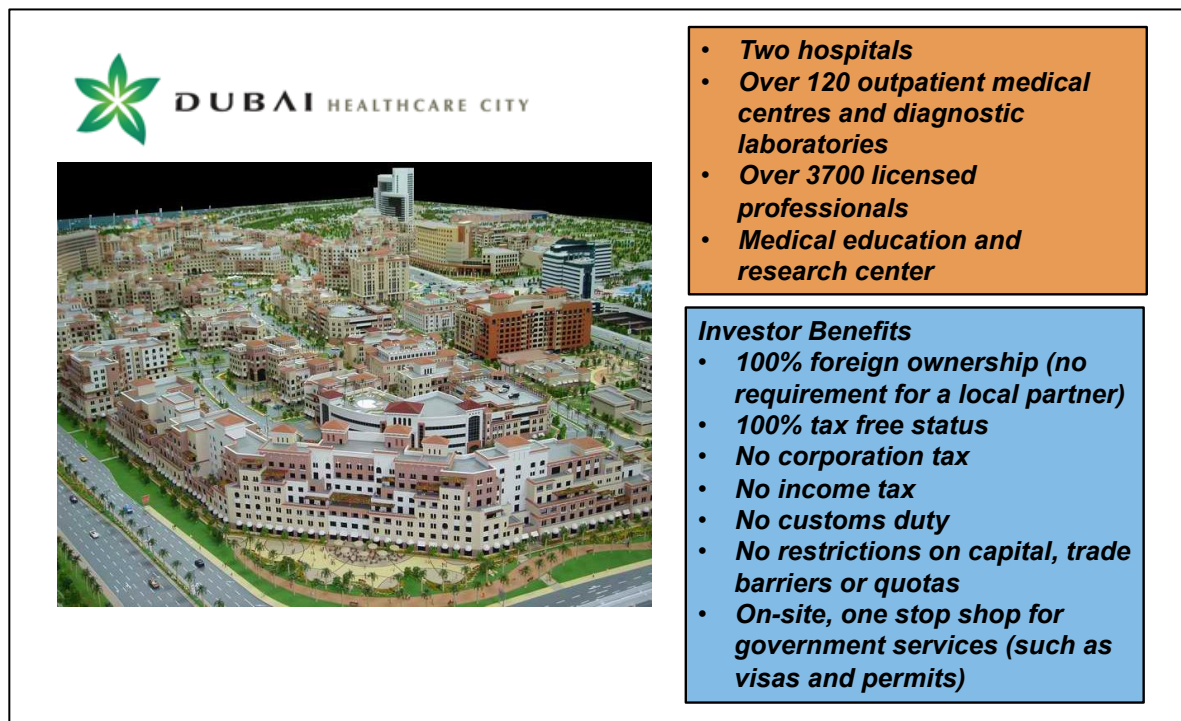 DUBAI HEALTHCARE CITY
• Two hospitals
• Over 120 outpatient medical
centres and diagnostic
laboratories
• Over 3700 licensed
professionals
• Medical education and
research center
Investor Benefits
• 100% foreign ownership (no
requirement for a local partner)
• 100% tax free status
• No corporation tax
• No income tax
• No customs duty
• No restrictions on capital, trade
barriers or quotas
• On-site, one stop shop for
government services (such as
visas and permits)